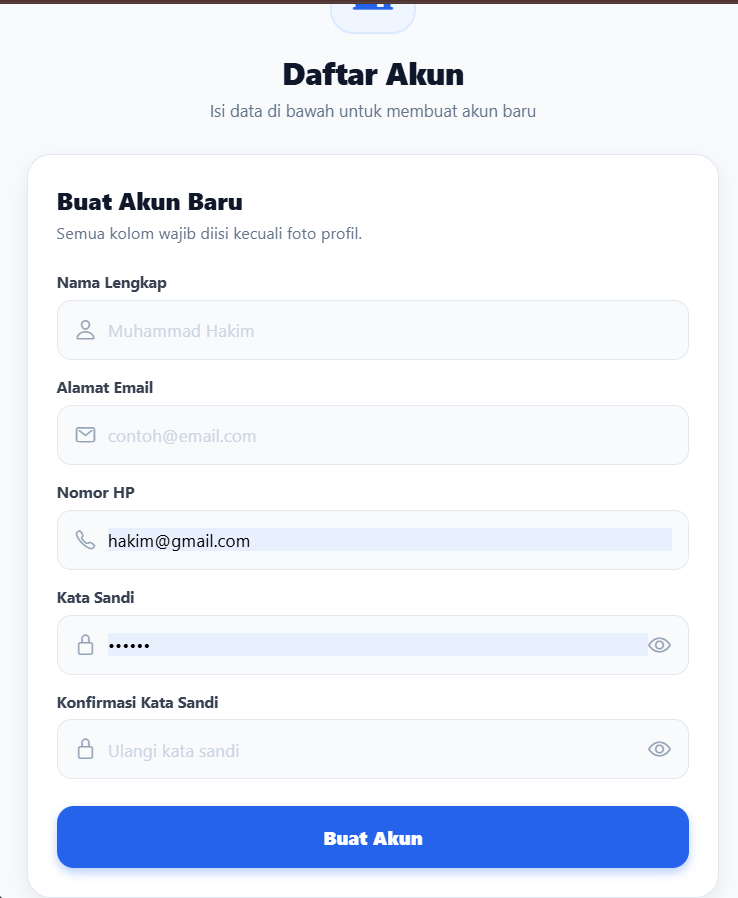 Daftar Akun
Isi data di bawah untuk membuat akun baru
Buat Akun Baru
Semua kolom wajib diisi kecuali foto profil.
Nama Lengkap
Muhammad Hakim
Alamat Email
contoh@email.com
Nomor HP
hakim@gmail.com
Kata Sandi
••••••
Konfirmasi Kata Sandi
Ulangi kata sandi
Buat Akun